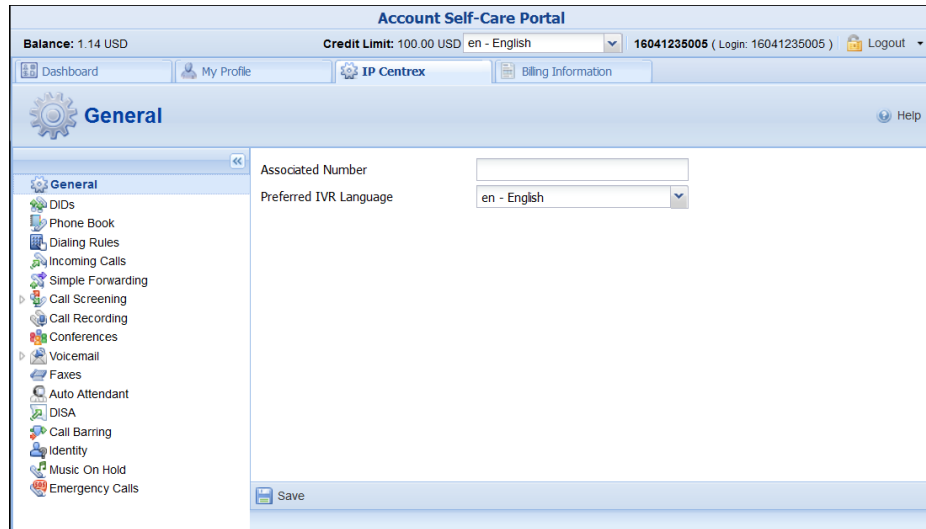 Account Self-Care Portal
Balance: 1.14 USD Credit Limit: 100.00 USD en - English 16041235005 ( Login: 16041235005 ) Logout
Dashboard My Profile IP Centrex Billing Information
General Help
General
DIDs
Phone Book
Dialing Rules
Incoming Calls
Simple Forwarding
Call Screening
Call Recording
Conferences
Voicemail
Faxes
Auto Attendant
DISA
Call Barring
Identity
Music On Hold
Emergency Calls
Associated Number
Preferred IVR Language en - English
Save